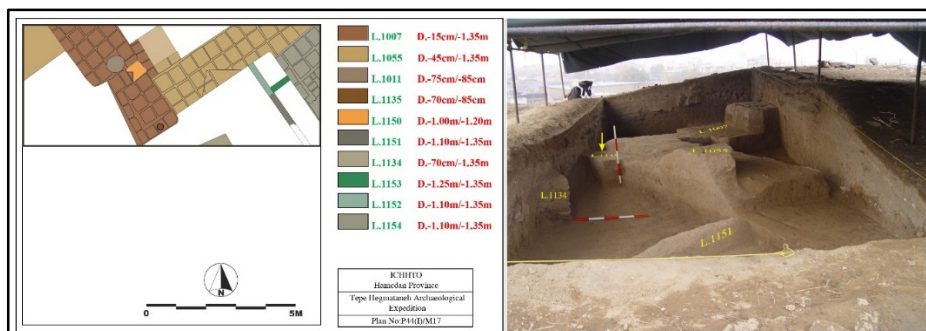 L.1007 D.-15cm/-1.35m
L.1055 D.-45cm/-1.35m
L.1011 D.-75cm/-85cm
L.1135 D.-70cm/-85cm
L.1150 D.-1.00m/-1.20m
L.1151 D.-1.10m/-1.35m
L.1134 D.-70cm/-1.35m
L.1153 D.-1.25m/-1.35m
L.1152 D.-1.10m/-1.35m
L.1154 D.-1.10m/-1.35m
N
0 5M
ICHHTO
Hamedan Province
Tepe Hegmataneh Archaeological
Expedition
Plan No:P44(I)/M17
L.1007
L.1055
L.1134
L.1151